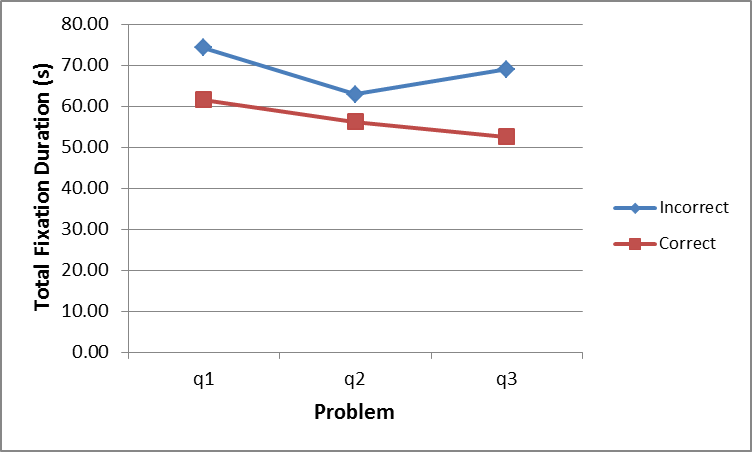 80.00
70.00
60.00
50.00
40.00
30.00
20.00
10.00
0.00
Total Fixation Duration (s)
q1 q2 q3
Problem
Incorrect
Correct